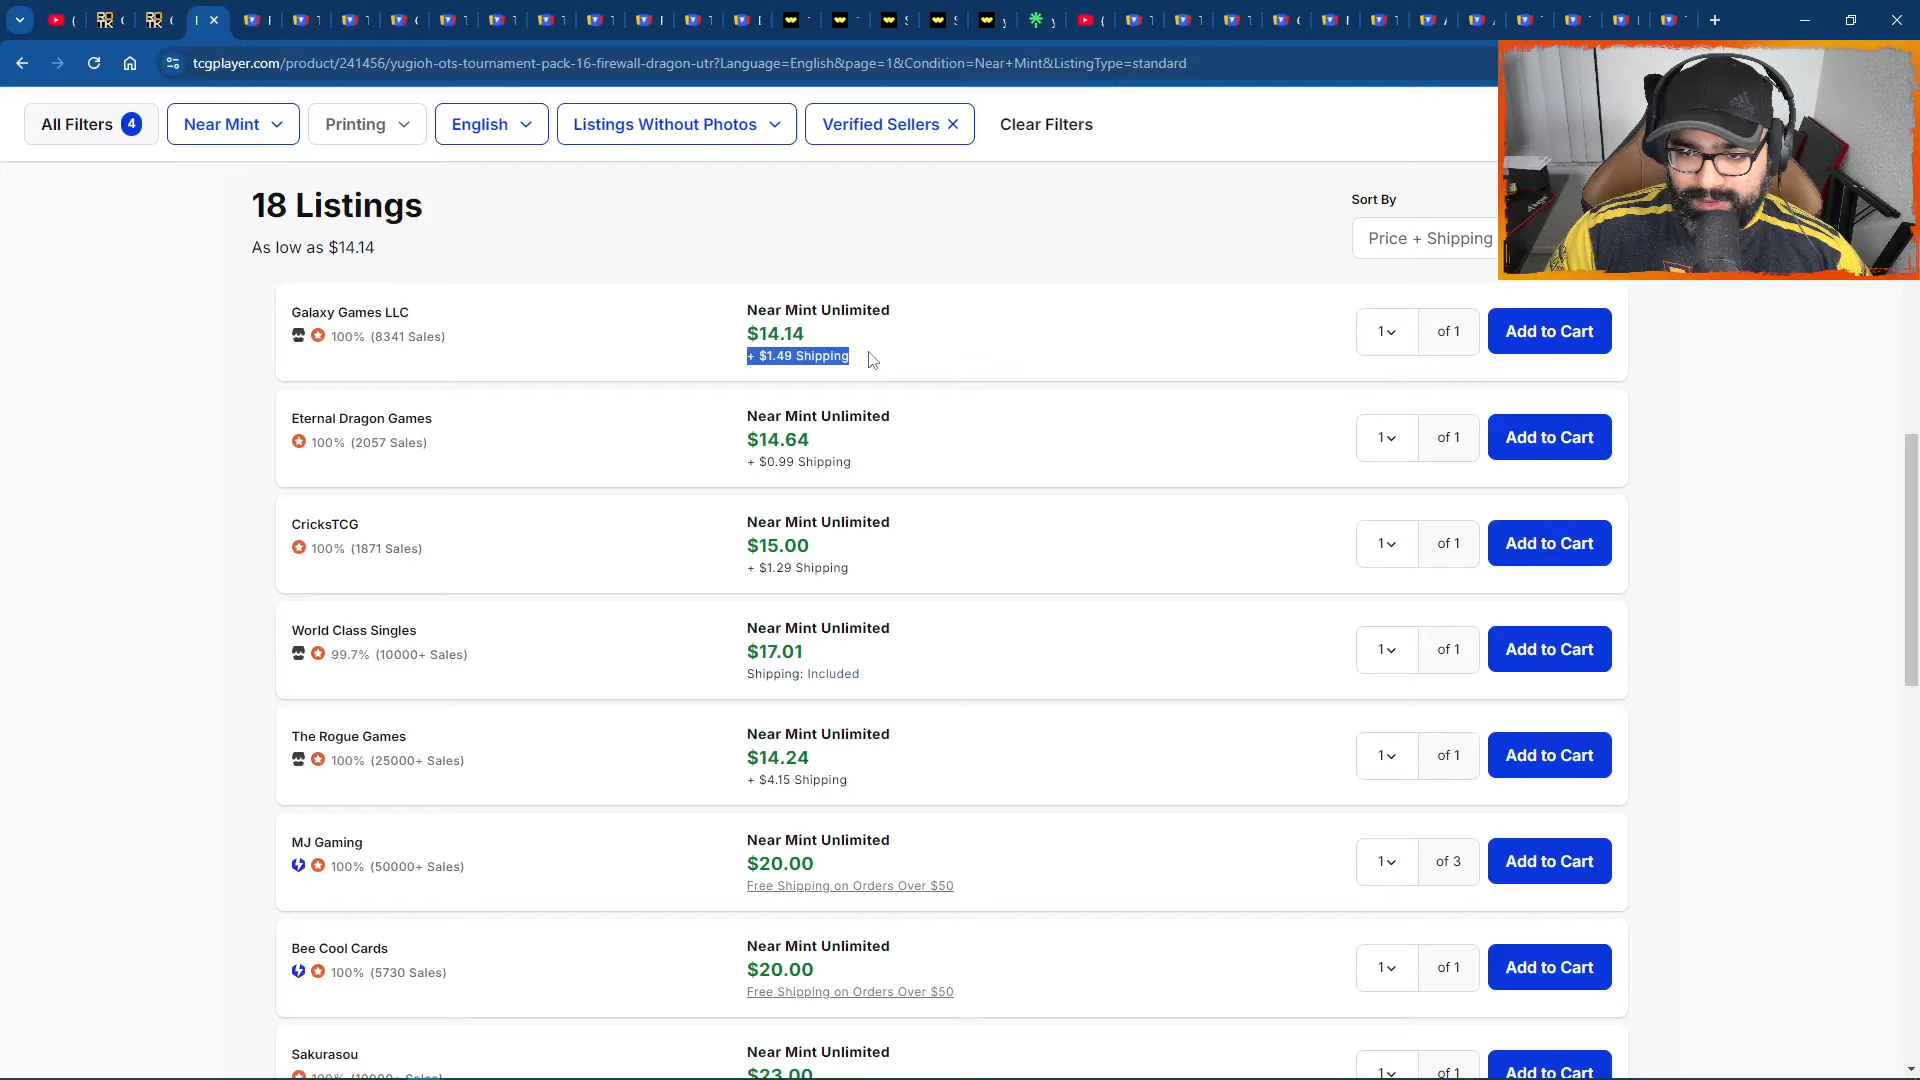 tcgplayer.com/product/241456/yugioh-ots-tournament-pack-16-firewall-dragon-utr?Language=English&page=1&Condition=Near+Mint&ListingType=standard
All Filters 4 Near Mint Printing English Listings Without Photos Verified Sellers Clear Filters
18 Listings
As low as $14.14
Sort By
Price + Shipping
Galaxy Games LLC
100% (8341 Sales)
Near Mint Unlimited
$14.14
+ $1.49 Shipping
1 of 1 Add to Cart
Eternal Dragon Games
100% (2057 Sales)
Near Mint Unlimited
$14.64
+ $0.99 Shipping
1 of 1 Add to Cart
CricksTCG
100% (1871 Sales)
Near Mint Unlimited
$15.00
+ $1.29 Shipping
1 of 1 Add to Cart
World Class Singles
99.7% (10000+ Sales)
Near Mint Unlimited
$17.01
Shipping: Included
1 of 1 Add to Cart
The Rogue Games
100% (25000+ Sales)
Near Mint Unlimited
$14.24
+ $4.15 Shipping
1 of 1 Add to Cart
MJ Gaming
100% (50000+ Sales)
Near Mint Unlimited
$20.00
Free Shipping on Orders Over $50
1 of 3 Add to Cart
Bee Cool Cards
100% (5730 Sales)
Near Mint Unlimited
$20.00
Free Shipping on Orders Over $50
1 of 1 Add to Cart
Sakurasou
100% (10000+ Sales)
Near Mint Unlimited
$23.00
1 of 1 Add to Cart